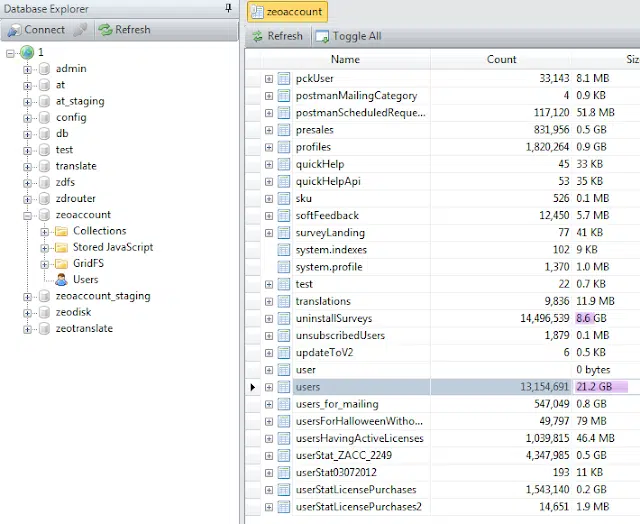 Database Explorer
Connect Refresh
1
admin
at
at_staging
config
db
test
translate
zdfs
zdrouter
zeoaccount
Collections
Stored JavaScript
GridFS
Users
zeoaccount_staging
zeodisk
zeotranslate
zeoaccount
Refresh Toggle All
Name Count Siz
pckUser 33,143 8.1 MB
postmanMailingCategory 4 0.9 KB
postmanScheduledReque... 117,120 51.8 MB
presales 831,956 0.5 GB
profiles 1,820,264 0.9 GB
quickHelp 45 33 KB
quickHelpApi 53 35 KB
sku 526 0.1 MB
softFeedback 12,450 5.7 MB
surveyLanding 77 41 KB
system.indexes 102 9 KB
system.profile 1,370 1.0 MB
test 22 0.7 KB
translations 9,836 11.9 MB
uninstallSurveys 14,496,539 8.6 GB
unsubscribedUsers 1,879 0.1 MB
updateToV2 6 0.5 KB
user 0 bytes
users 13,154,691 21.2 GB
users_for_mailing 547,049 0.8 GB
usersForHalloweenWitho... 49,797 79 MB
usersHavingActiveLicenses 1,039,815 46.4 MB
userStat_ZACC_2249 4,347,985 0.5 GB
userStat03072012 193 11 KB
userStatLicensePurchases 1,543,140 0.2 GB
userStatLicensePurchases2 14,651 1.9 MB